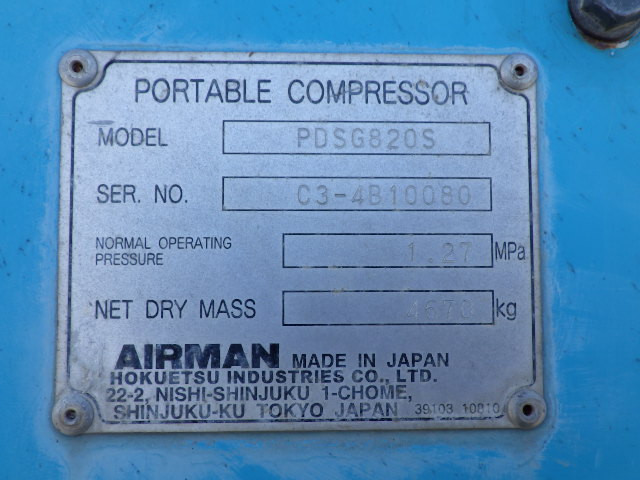 PORTABLE COMPRESSOR
MODEL PDSG820S
SER. NO. C3-4B10080
NORMAL OPERATING PRESSURE 1.27 MPa
NET DRY MASS kg
AIRMAN MADE IN JAPAN
HOKUETSU INDUSTRIES CO., LTD.
22-2, NISHI-SHINJUKU 1-CHOME,
SHINJUKU-KU TOKYO JAPAN 39103 10810